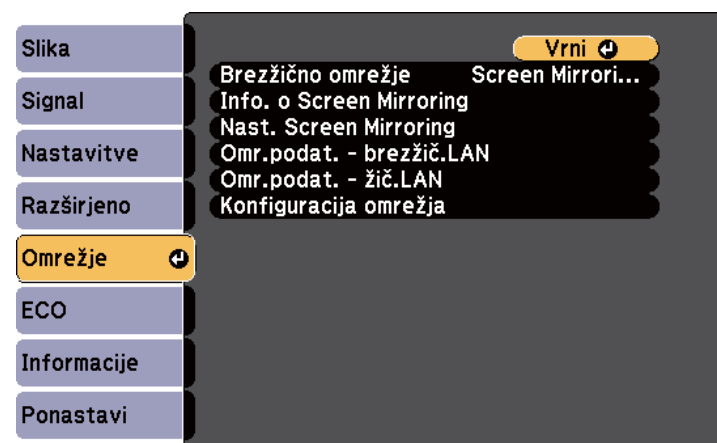 Slika
Signal
Nastavitve
Razširjeno
Omrežje
ECO
Informacije
Ponastavi
Vrni
Brezžično omrežje Screen Mirrori...
Info. o Screen Mirroring
Nast. Screen Mirroring
Omr.podat. - brezžič.LAN
Omr.podat. - žič.LAN
Konfiguracija omrežja